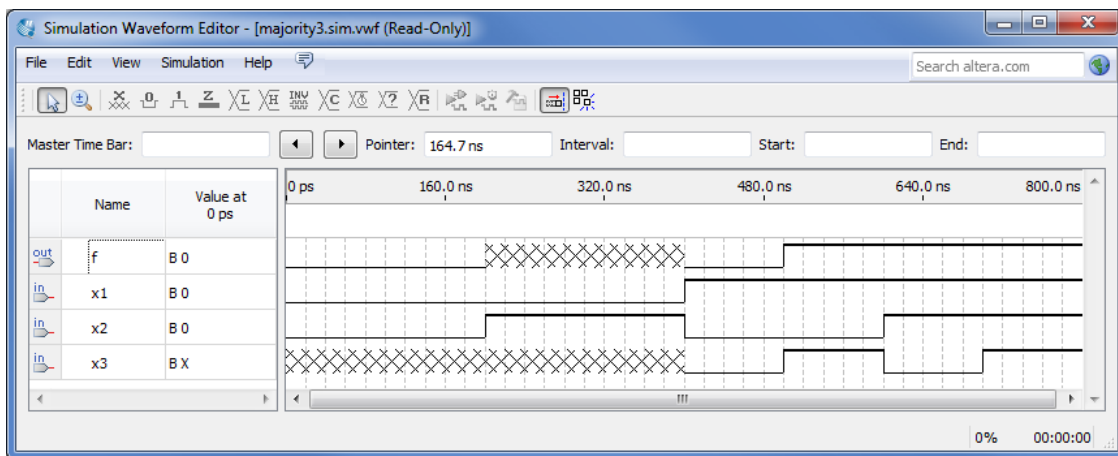 Simulation Waveform Editor - [majority3.sim.vwf (Read-Only)]
File Edit View Simulation Help
Search altera.com
Master Time Bar: Pointer: 164.7 ns Interval: Start: End:
Name Value at 0 ps
0 ps 160.0 ns 320.0 ns 480.0 ns 640.0 ns 800.0 ns
out f B 0
in x1 B 0
in x2 B 0
in x3 B X
0% 00:00:00